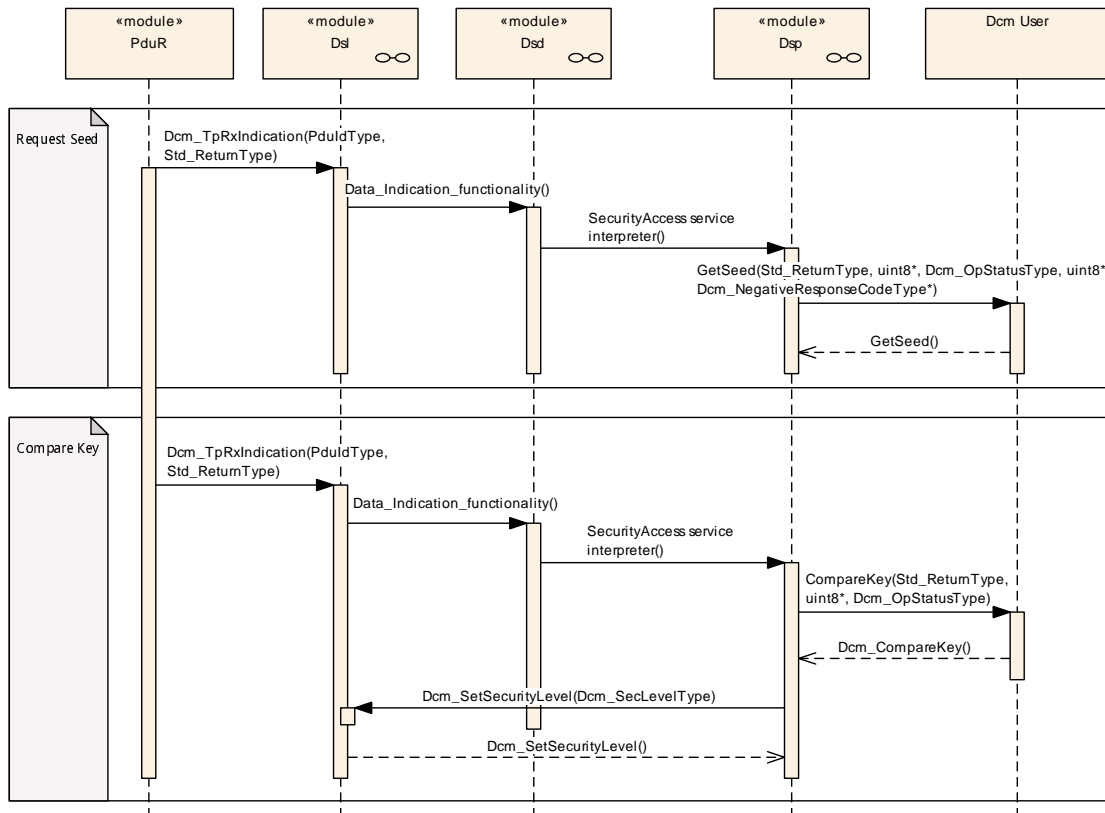 «module»
PduR
«module»
Dsl
«module»
Dsd
«module»
Dsp
Dcm User
Request Seed
Dcm_TpRxIndication(PduIdType,
Std_ReturnType)
Data_Indication_functionality()
SecurityAccess service
interpreter()
GetSeed(Std_ReturnType, uint8*, Dcm_OpStatusType, uint8*
Dcm_NegativeResponseCodeType*)
GetSeed()
Compare Key
Dcm_TpRxIndication(PduIdType,
Std_ReturnType)
Data_Indication_functionality()
SecurityAccess service
interpreter()
CompareKey(Std_ReturnType,
uint8*, Dcm_OpStatusType)
Dcm_CompareKey()
Dcm_SetSecurityLevel(Dcm_SecLevelType)
Dcm_SetSecurityLevel()